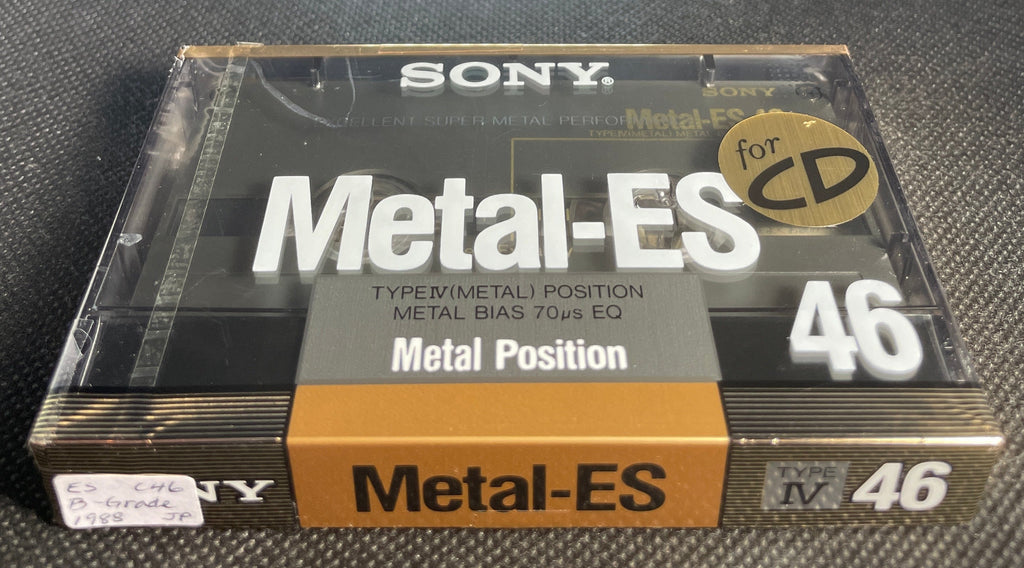 SONY®
SONY
EXCELLENT SUPER METAL PERFOR
Metal-ES 46
TYPE IV (METAL) METAL
for
CD
Metal-ES
46
TYPE IV (METAL) POSITION
METAL BIAS 70µs EQ
Metal Position
Metal-ES
TYPE
IV
46
NY
ES C46
B-Grade
1988 JP